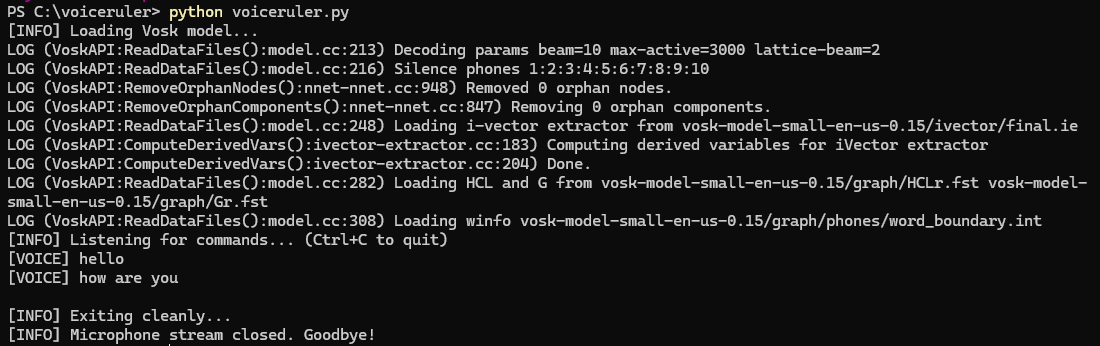 PS C:\voiceruler> python voiceruler.py
[INFO] Loading Vosk model...
LOG (VoskAPI:ReadDataFiles():model.cc:213) Decoding params beam=10 max-active=3000 lattice-beam=2
LOG (VoskAPI:ReadDataFiles():model.cc:216) Silence phones 1:2:3:4:5:6:7:8:9:10
LOG (VoskAPI:RemoveOrphanNodes():nnet-nnet.cc:948) Removed 0 orphan nodes.
LOG (VoskAPI:RemoveOrphanComponents():nnet-nnet.cc:847) Removing 0 orphan components.
LOG (VoskAPI:ReadDataFiles():model.cc:248) Loading i-vector extractor from vosk-model-small-en-us-0.15/ivector/final.ie
LOG (VoskAPI:ComputeDerivedVars():ivector-extractor.cc:183) Computing derived variables for iVector extractor
LOG (VoskAPI:ComputeDerivedVars():ivector-extractor.cc:204) Done.
LOG (VoskAPI:ReadDataFiles():model.cc:282) Loading HCL and G from vosk-model-small-en-us-0.15/graph/HCLr.fst vosk-model-
small-en-us-0.15/graph/Gr.fst
LOG (VoskAPI:ReadDataFiles():model.cc:308) Loading winfo vosk-model-small-en-us-0.15/graph/phones/word_boundary.int
[INFO] Listening for commands... (Ctrl+C to quit)
[VOICE] hello
[VOICE] how are you
[INFO] Exiting cleanly...
[INFO] Microphone stream closed. Goodbye!